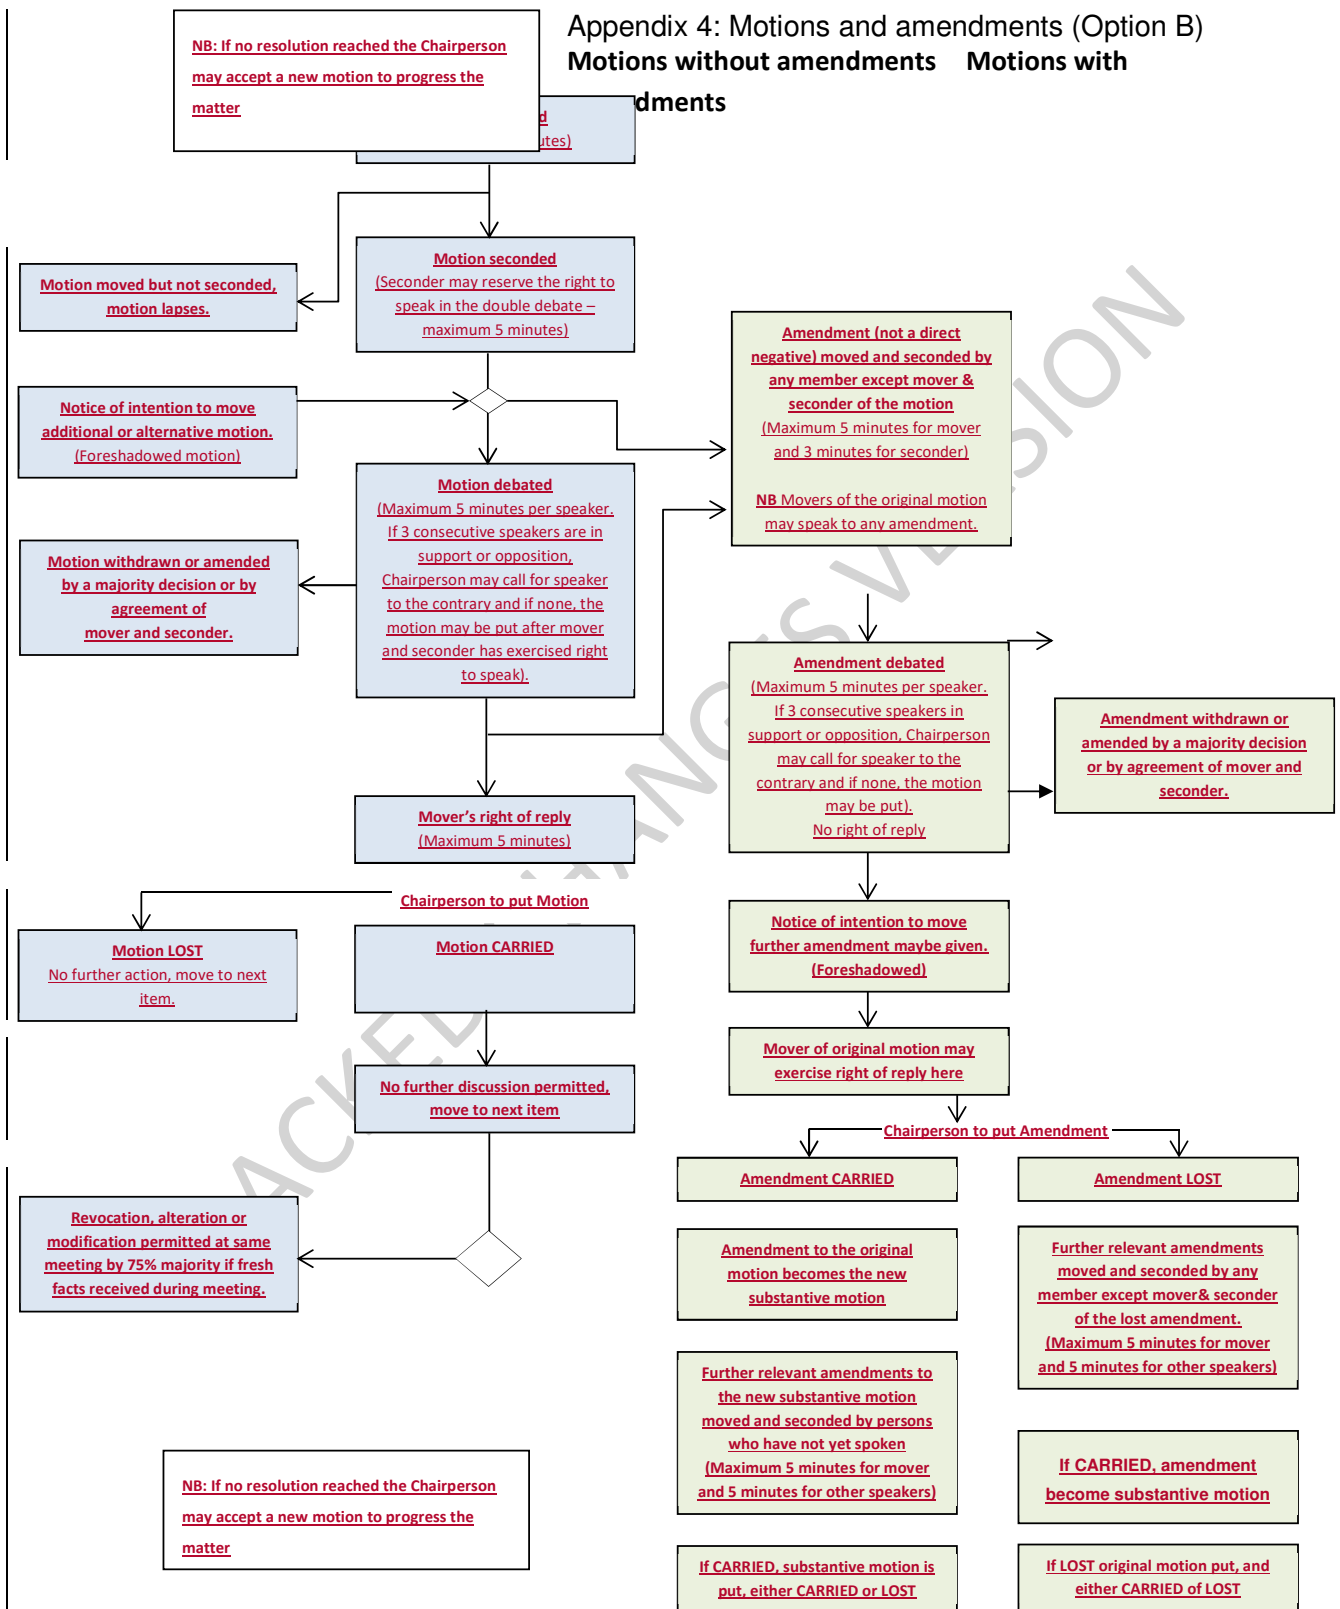 Appendix 4: Motions and amendments (Option B)
Motions without amendments Motions with
dments
NB: If no resolution reached the Chairperson
may accept a new motion to progress the
matter
d
utes)
Motion seconded
(Seconder may reserve the right to
speak in the double debate –
maximum 5 minutes)
Motion moved but not seconded,
motion lapses.
Notice of intention to move
additional or alternative motion.
(Foreshadowed motion)
Motion debated
(Maximum 5 minutes per speaker.
If 3 consecutive speakers are in
support or opposition,
Chairperson may call for speaker
to the contrary and if none, the
motion may be put after mover
and seconder has exercised right
to speak).
Motion withdrawn or amended
by a majority decision or by
agreement of
mover and seconder.
Mover's right of reply
(Maximum 5 minutes)
Chairperson to put Motion
Motion LOST
No further action, move to next
item.
Motion CARRIED
No further discussion permitted,
move to next item
Revocation, alteration or
modification permitted at same
meeting by 75% majority if fresh
facts received during meeting.
NB: If no resolution reached the Chairperson
may accept a new motion to progress the
matter
Amendment (not a direct
negative) moved and seconded by
any member except mover &
seconder of the motion
(Maximum 5 minutes for mover
and 3 minutes for seconder)
NB Movers of the original motion
may speak to any amendment.
Amendment debated
(Maximum 5 minutes per speaker.
If 3 consecutive speakers in
support or opposition, Chairperson
may call for speaker to the
contrary and if none, the motion
may be put).
No right of reply
Amendment withdrawn or
amended by a majority decision
or by agreement of mover and
seconder.
Notice of intention to move
further amendment maybe given.
(Foreshadowed)
Mover of original motion may
exercise right of reply here
Chairperson to put Amendment
Amendment CARRIED
Amendment to the original
motion becomes the new
substantive motion
Further relevant amendments to
the new substantive motion
moved and seconded by persons
who have not yet spoken
(Maximum 5 minutes for mover
and 5 minutes for other speakers)
If CARRIED, substantive motion is
put, either CARRIED or LOST
Amendment LOST
Further relevant amendments
moved and seconded by any
member except mover& seconder
of the lost amendment.
(Maximum 5 minutes for mover
and 5 minutes for other speakers)
If CARRIED, amendment
become substantive motion
If LOST original motion put, and
either CARRIED of LOST